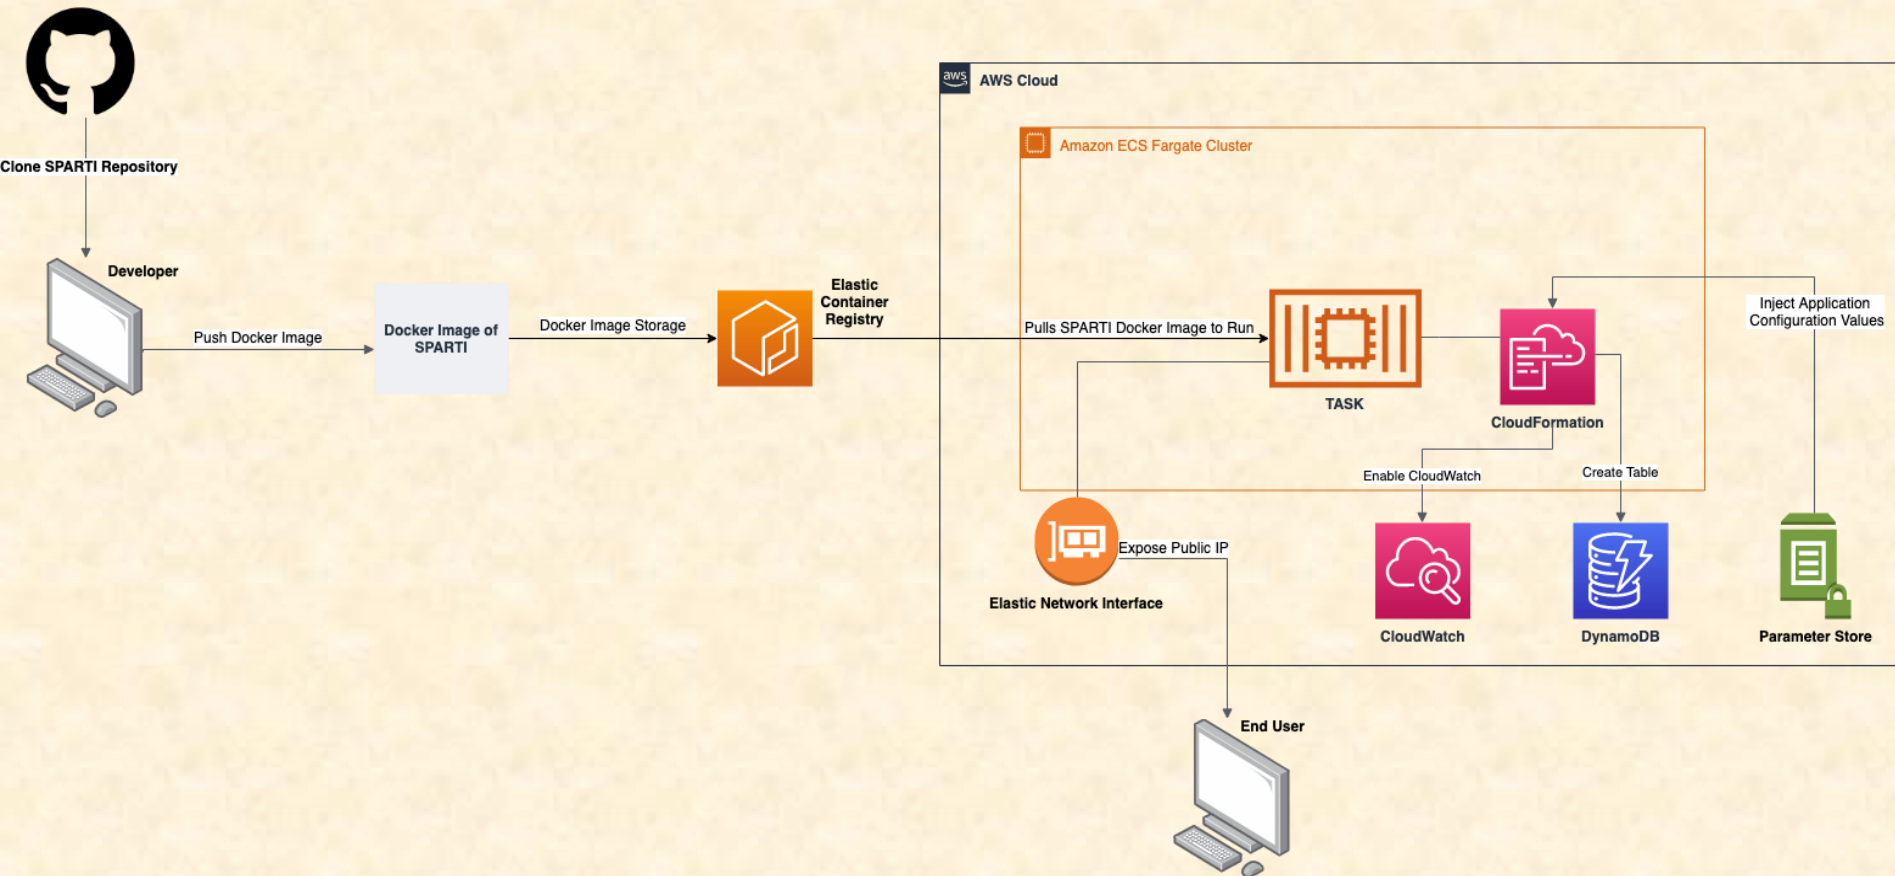 aws
AWS Cloud
Amazon ECS Fargate Cluster
Clone SPARTI Repository
Developer
Push Docker Image
Docker Image of
SPARTI
Docker Image Storage
Elastic
Container
Registry
Pulls SPARTI Docker Image to Run
TASK
CloudFormation
Inject Application
Configuration Values
Enable CloudWatch
Create Table
Expose Public IP
Elastic Network Interface
CloudWatch
DynamoDB
Parameter Store
End User